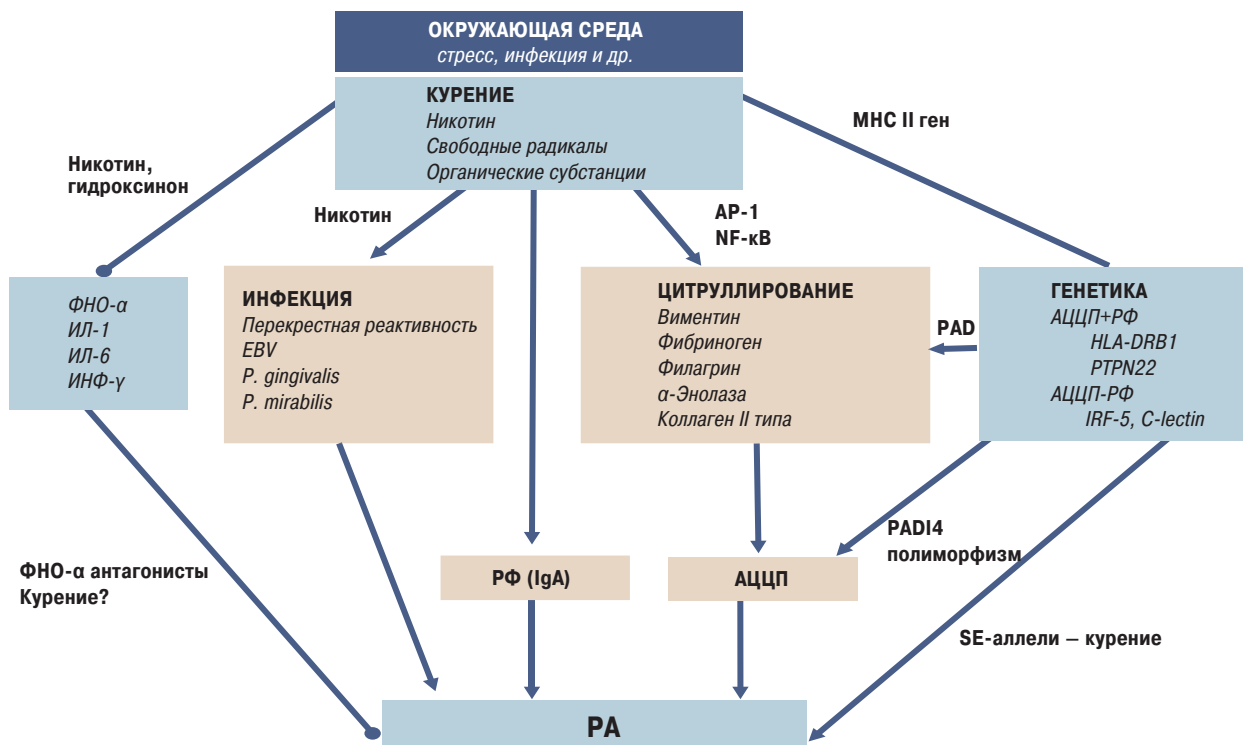 ОКРУЖАЮЩАЯ СРЕДА
стресс, инфекция и др.
КУРЕНИЕ
Никотин
Свободные радикалы
Органические субстанции
МНС II ген
Никотин,
гидроксинон
Никотин
AP-1
NF-κB
ФНО-α
ИЛ-1
ИЛ-6
ИНФ-γ
ИНФЕКЦИЯ
Перекрестная реактивность
EBV
P. gingivalis
P. mirabilis
ЦИТРУЛЛИРОВАНИЕ
Виментин
Фибриноген
Филагрин
α-Энолаза
Коллаген II типа
PAD
ГЕНЕТИКА
АЦЦП+РФ
HLA-DRB1
PTPN22
АЦЦП-РФ
IRF-5, C-lectin
PADI4
полиморфизм
ФНО-α антагонисты
Курение?
РФ (IgA)
АЦЦП
SE-аллели – курение
РА